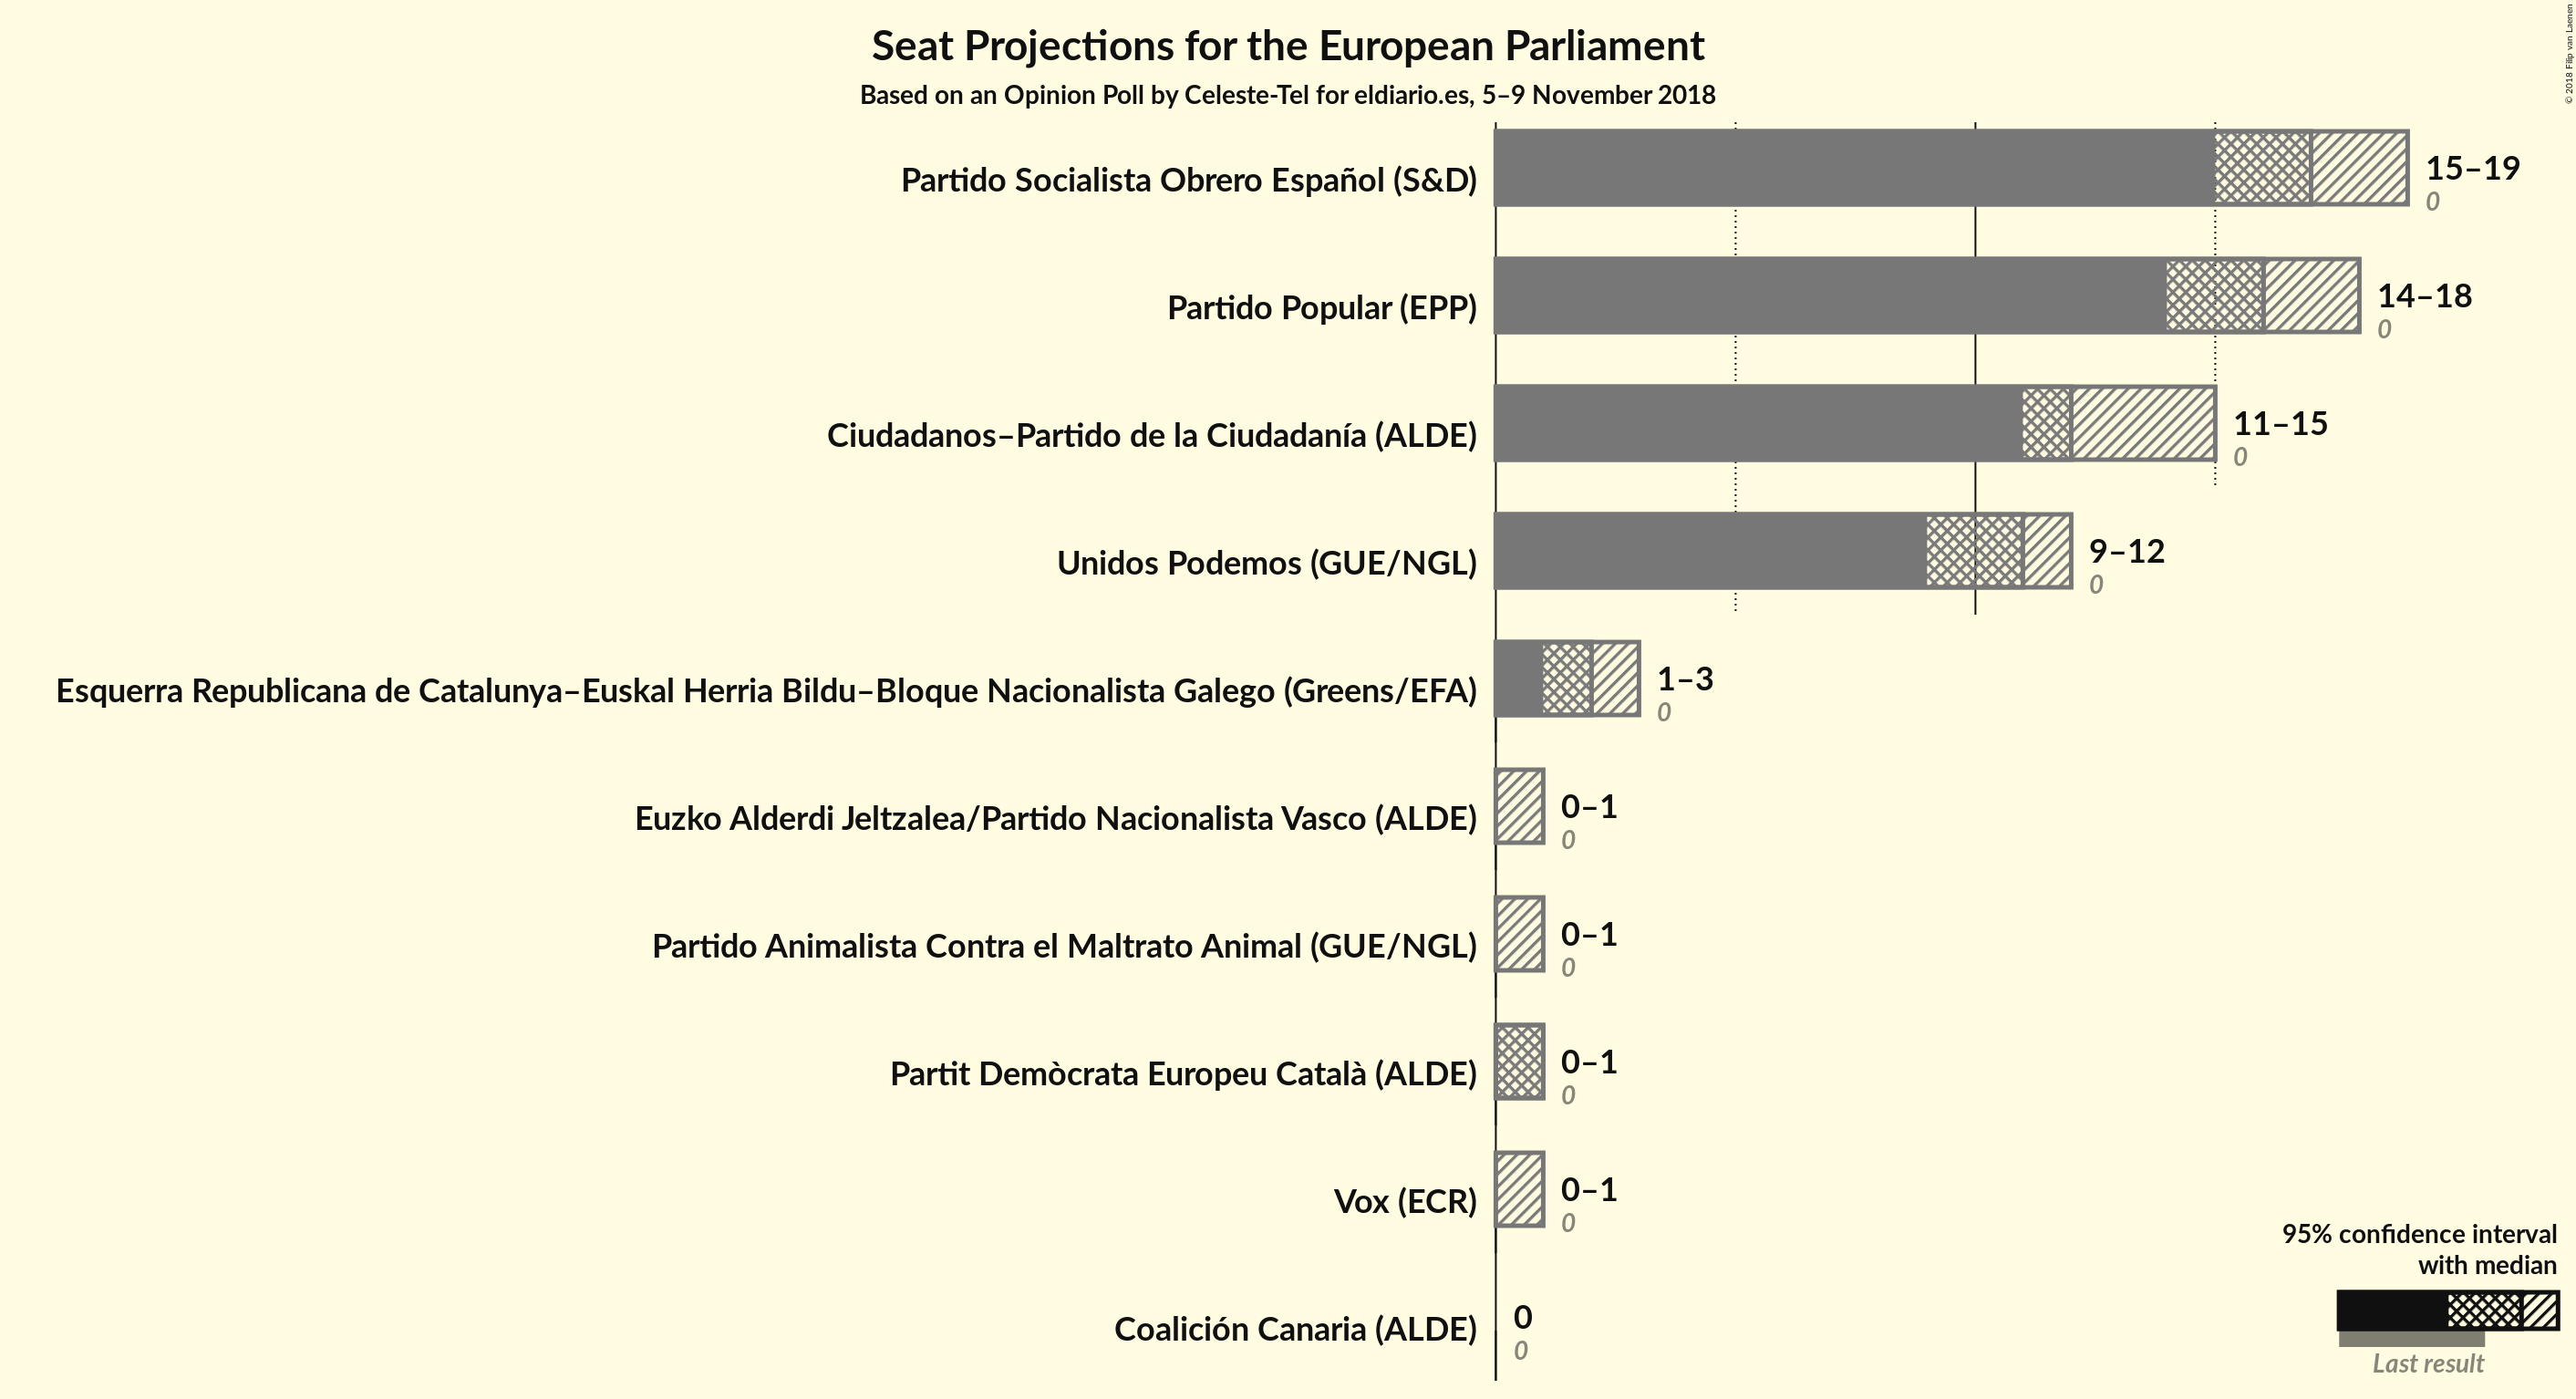 Seat Projections for the European Parliament
Based on an Opinion Poll by Celeste-Tel for eldiario.es, 5–9 November 2018
© 2018 Filip van Laenen
Partido Socialista Obrero Español (S&D)
15–19
0
Partido Popular (EPP)
14–18
0
Ciudadanos–Partido de la Ciudadanía (ALDE)
11–15
0
Unidos Podemos (GUE/NGL)
9–12
0
Esquerra Republicana de Catalunya–Euskal Herria Bildu–Bloque Nacionalista Galego (Greens/EFA)
1–3
0
Euzko Alderdi Jeltzalea/Partido Nacionalista Vasco (ALDE)
0–1
0
Partido Animalista Contra el Maltrato Animal (GUE/NGL)
0–1
0
Partit Demòcrata Europeu Català (ALDE)
0–1
0
Vox (ECR)
0–1
0
Coalición Canaria (ALDE)
0
0
95% confidence interval
with median
Last result